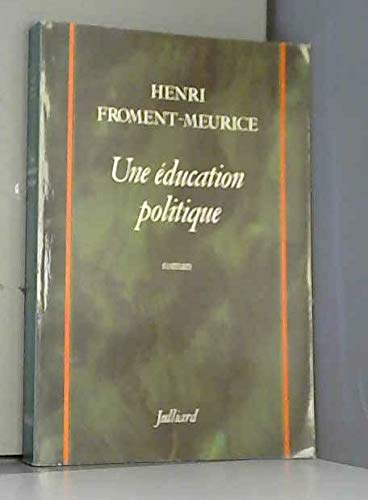 HENRI
FROMENT-MEURICE
Une éducation
politique
roman
Julliard